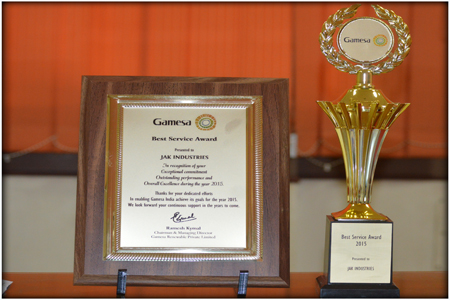 Gamesa
Best Service Award
Presented to
JAK INDUSTRIES
In recognition of your
Exceptional commitment
Outstanding performance and
Overall Excellence during the year 2015
Thanks for your dedicated efforts
in enabling Gamesa India achieve its goals for the year 2015.
We look forward your continuous support in the years to come.
Ramesh Kymal
Chairman & Managing Director
Gamesa Renewable Private Limited
Gamesa
Best Service Award
2015
Presented to
JAK INDUSTRIES